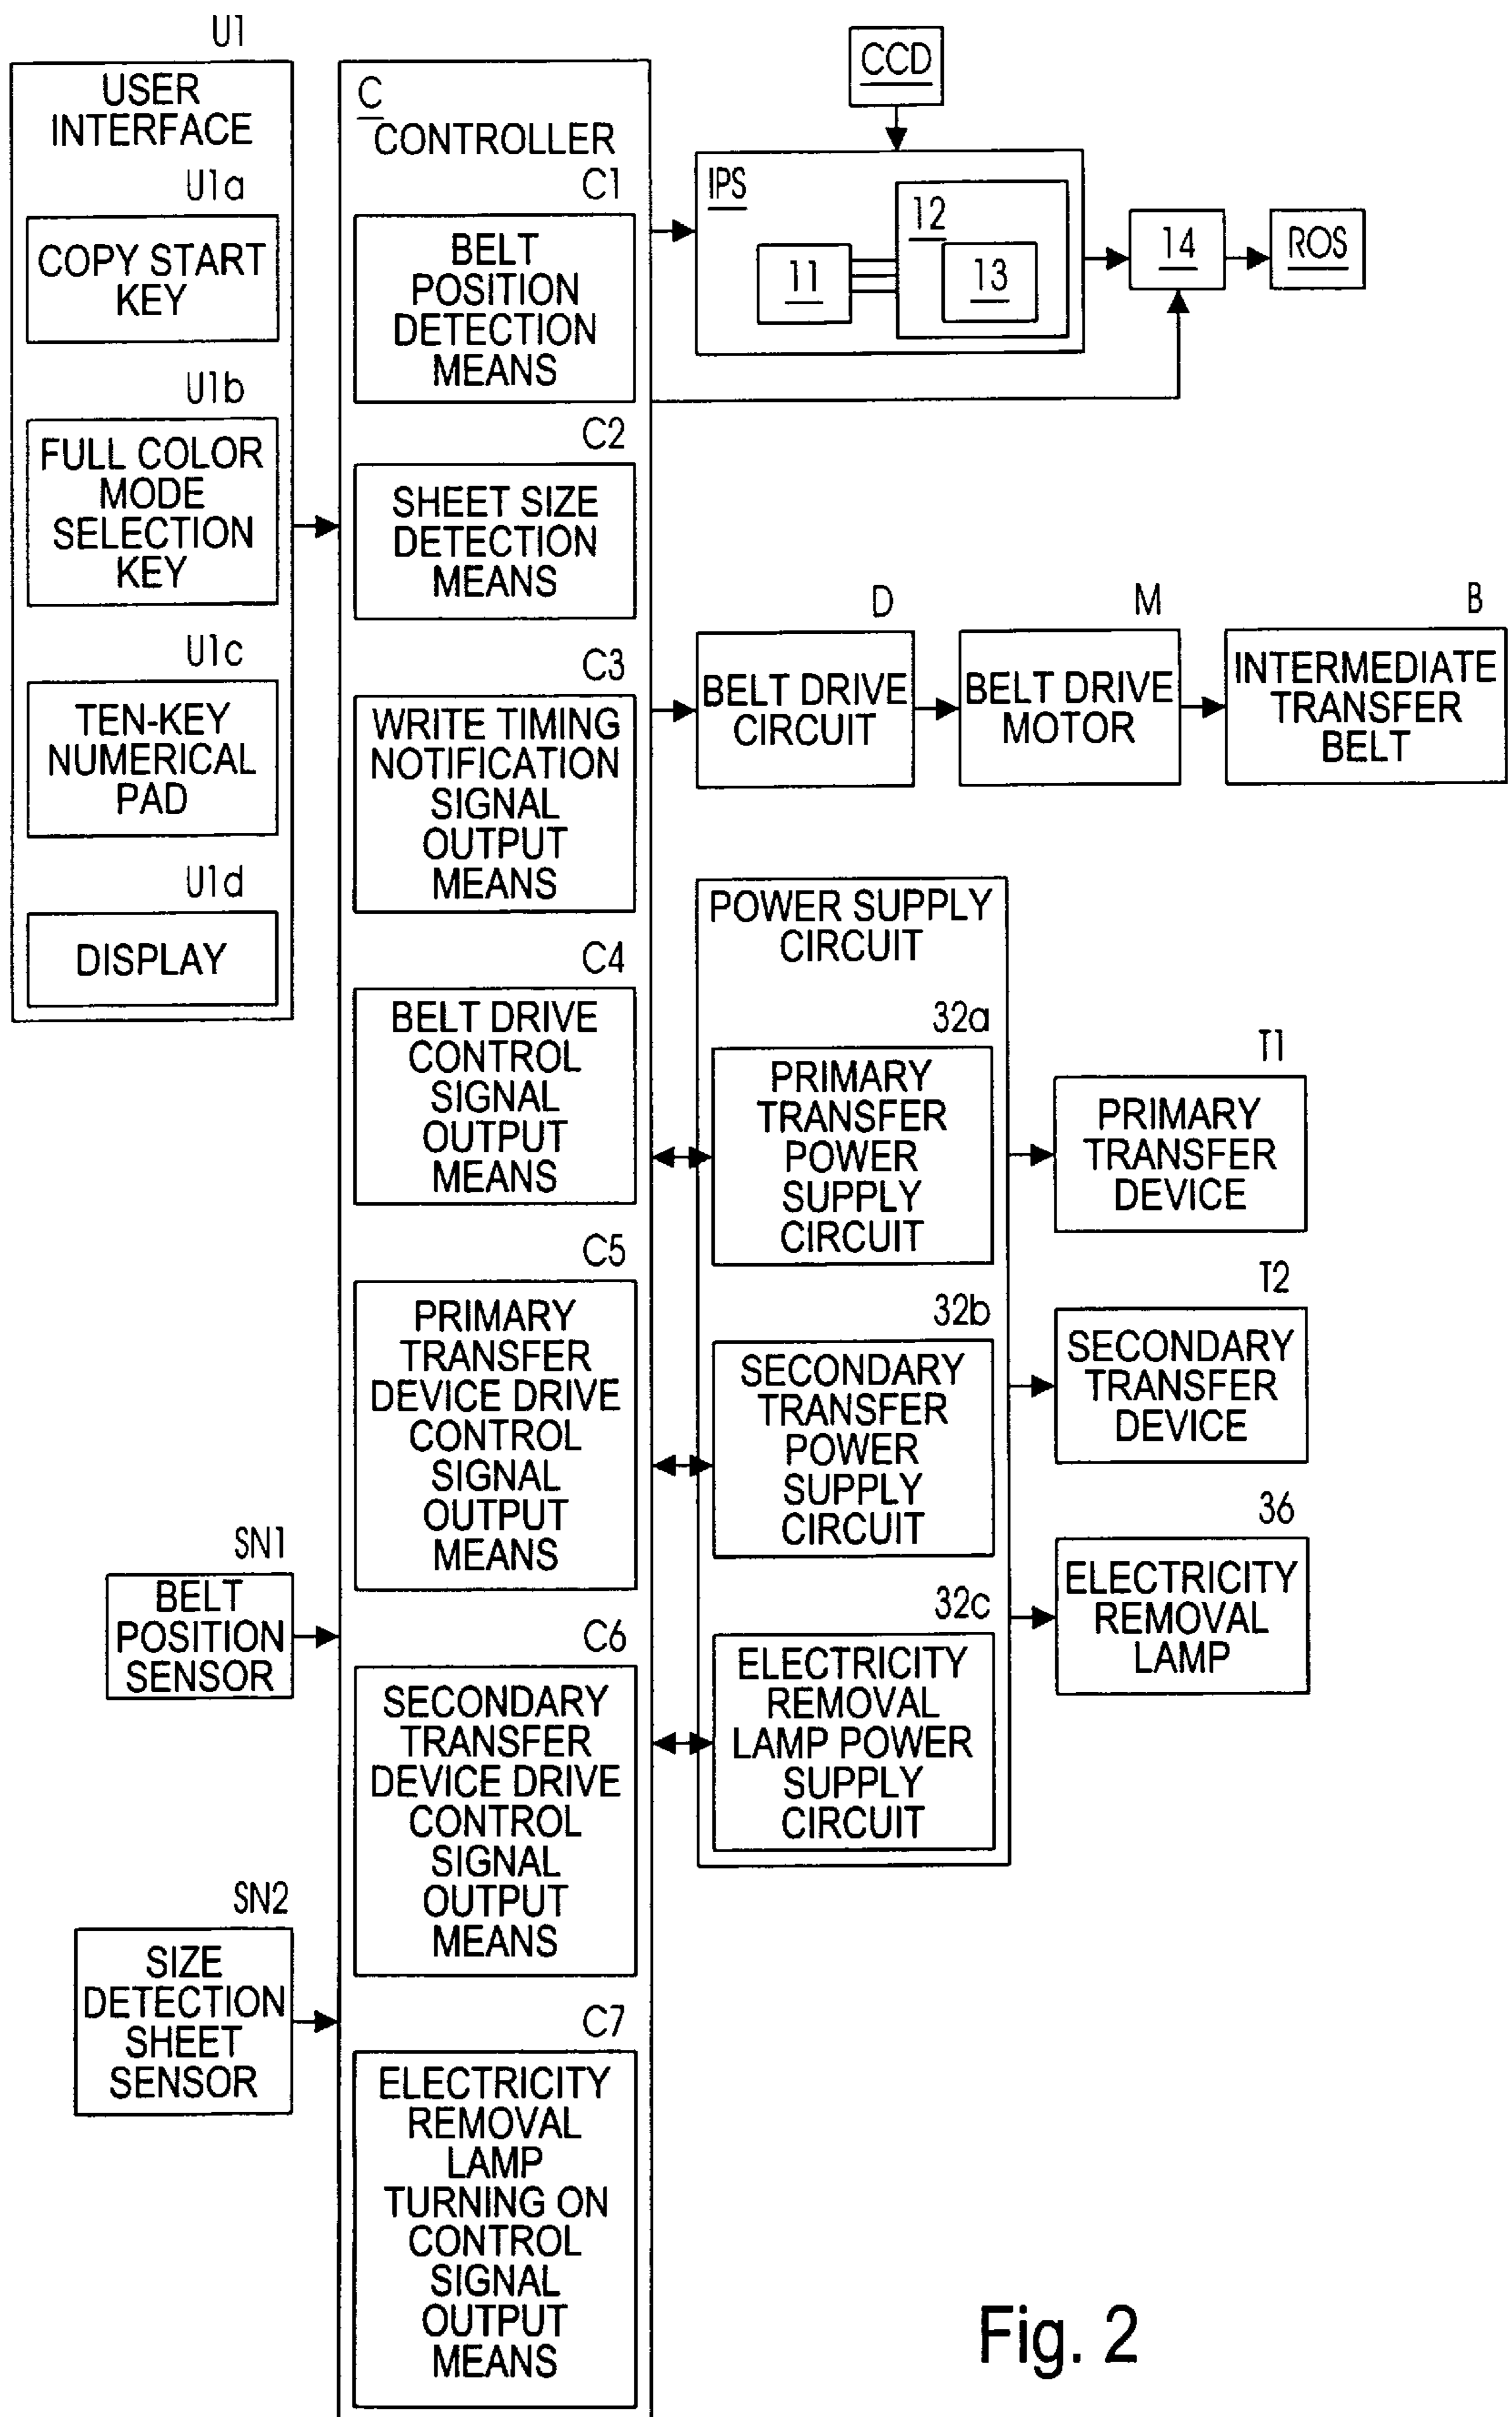 U1
USER
INTERFACE
U1a
COPY START
KEY
U1b
FULL COLOR
MODE
SELECTION
KEY
U1c
TEN-KEY
NUMERICAL
PAD
U1d
DISPLAY
SN1
BELT
POSITION
SENSOR
SN2
SIZE
DETECTION
SHEET
SENSOR
C
CONTROLLER
C1
BELT
POSITION
DETECTION
MEANS
C2
SHEET SIZE
DETECTION
MEANS
C3
WRITE TIMING
NOTIFICATION
SIGNAL
OUTPUT
MEANS
C4
BELT DRIVE
CONTROL
SIGNAL
OUTPUT
MEANS
C5
PRIMARY
TRANSFER
DEVICE DRIVE
CONTROL
SIGNAL
OUTPUT
MEANS
C6
SECONDARY
TRANSFER
DEVICE DRIVE
CONTROL
SIGNAL
OUTPUT
MEANS
C7
ELECTRICITY
REMOVAL
LAMP
TURNING ON
CONTROL
SIGNAL
OUTPUT
MEANS
CCD
IPS
11
12
13
14
ROS
D
BELT DRIVE
CIRCUIT
M
BELT DRIVE
MOTOR
B
INTERMEDIATE
TRANSFER
BELT
POWER SUPPLY
CIRCUIT
32a
PRIMARY
TRANSFER
POWER
SUPPLY
CIRCUIT
32b
SECONDARY
TRANSFER
POWER
SUPPLY
CIRCUIT
32c
ELECTRICITY
REMOVAL
LAMP POWER
SUPPLY
CIRCUIT
T1
PRIMARY
TRANSFER
DEVICE
T2
SECONDARY
TRANSFER
DEVICE
36
ELECTRICITY
REMOVAL
LAMP
Fig. 2